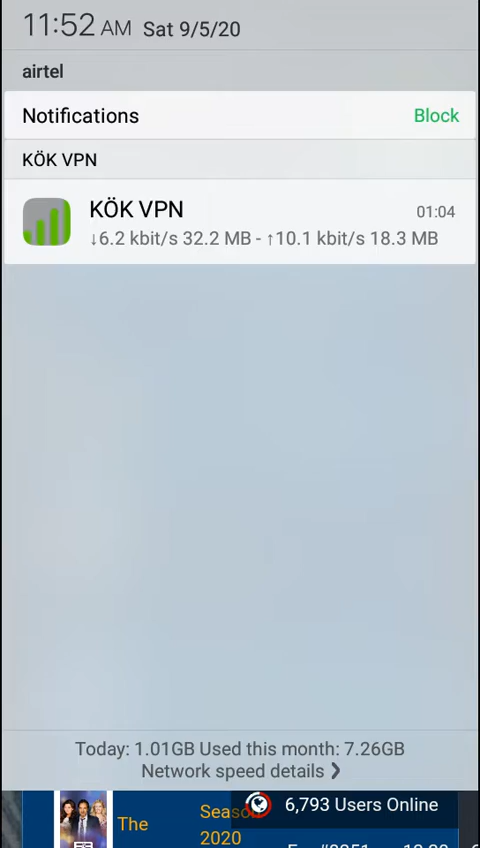 11:52 AM Sat 9/5/20
airtel
Notifications Block
KÖK VPN
KÖK VPN 01:04
↓6.2 kbit/s 32.2 MB - ↑10.1 kbit/s 18.3 MB
Today: 1.01GB Used this month: 7.26GB
Network speed details ❯
6,793 Users Online
The Season
2020